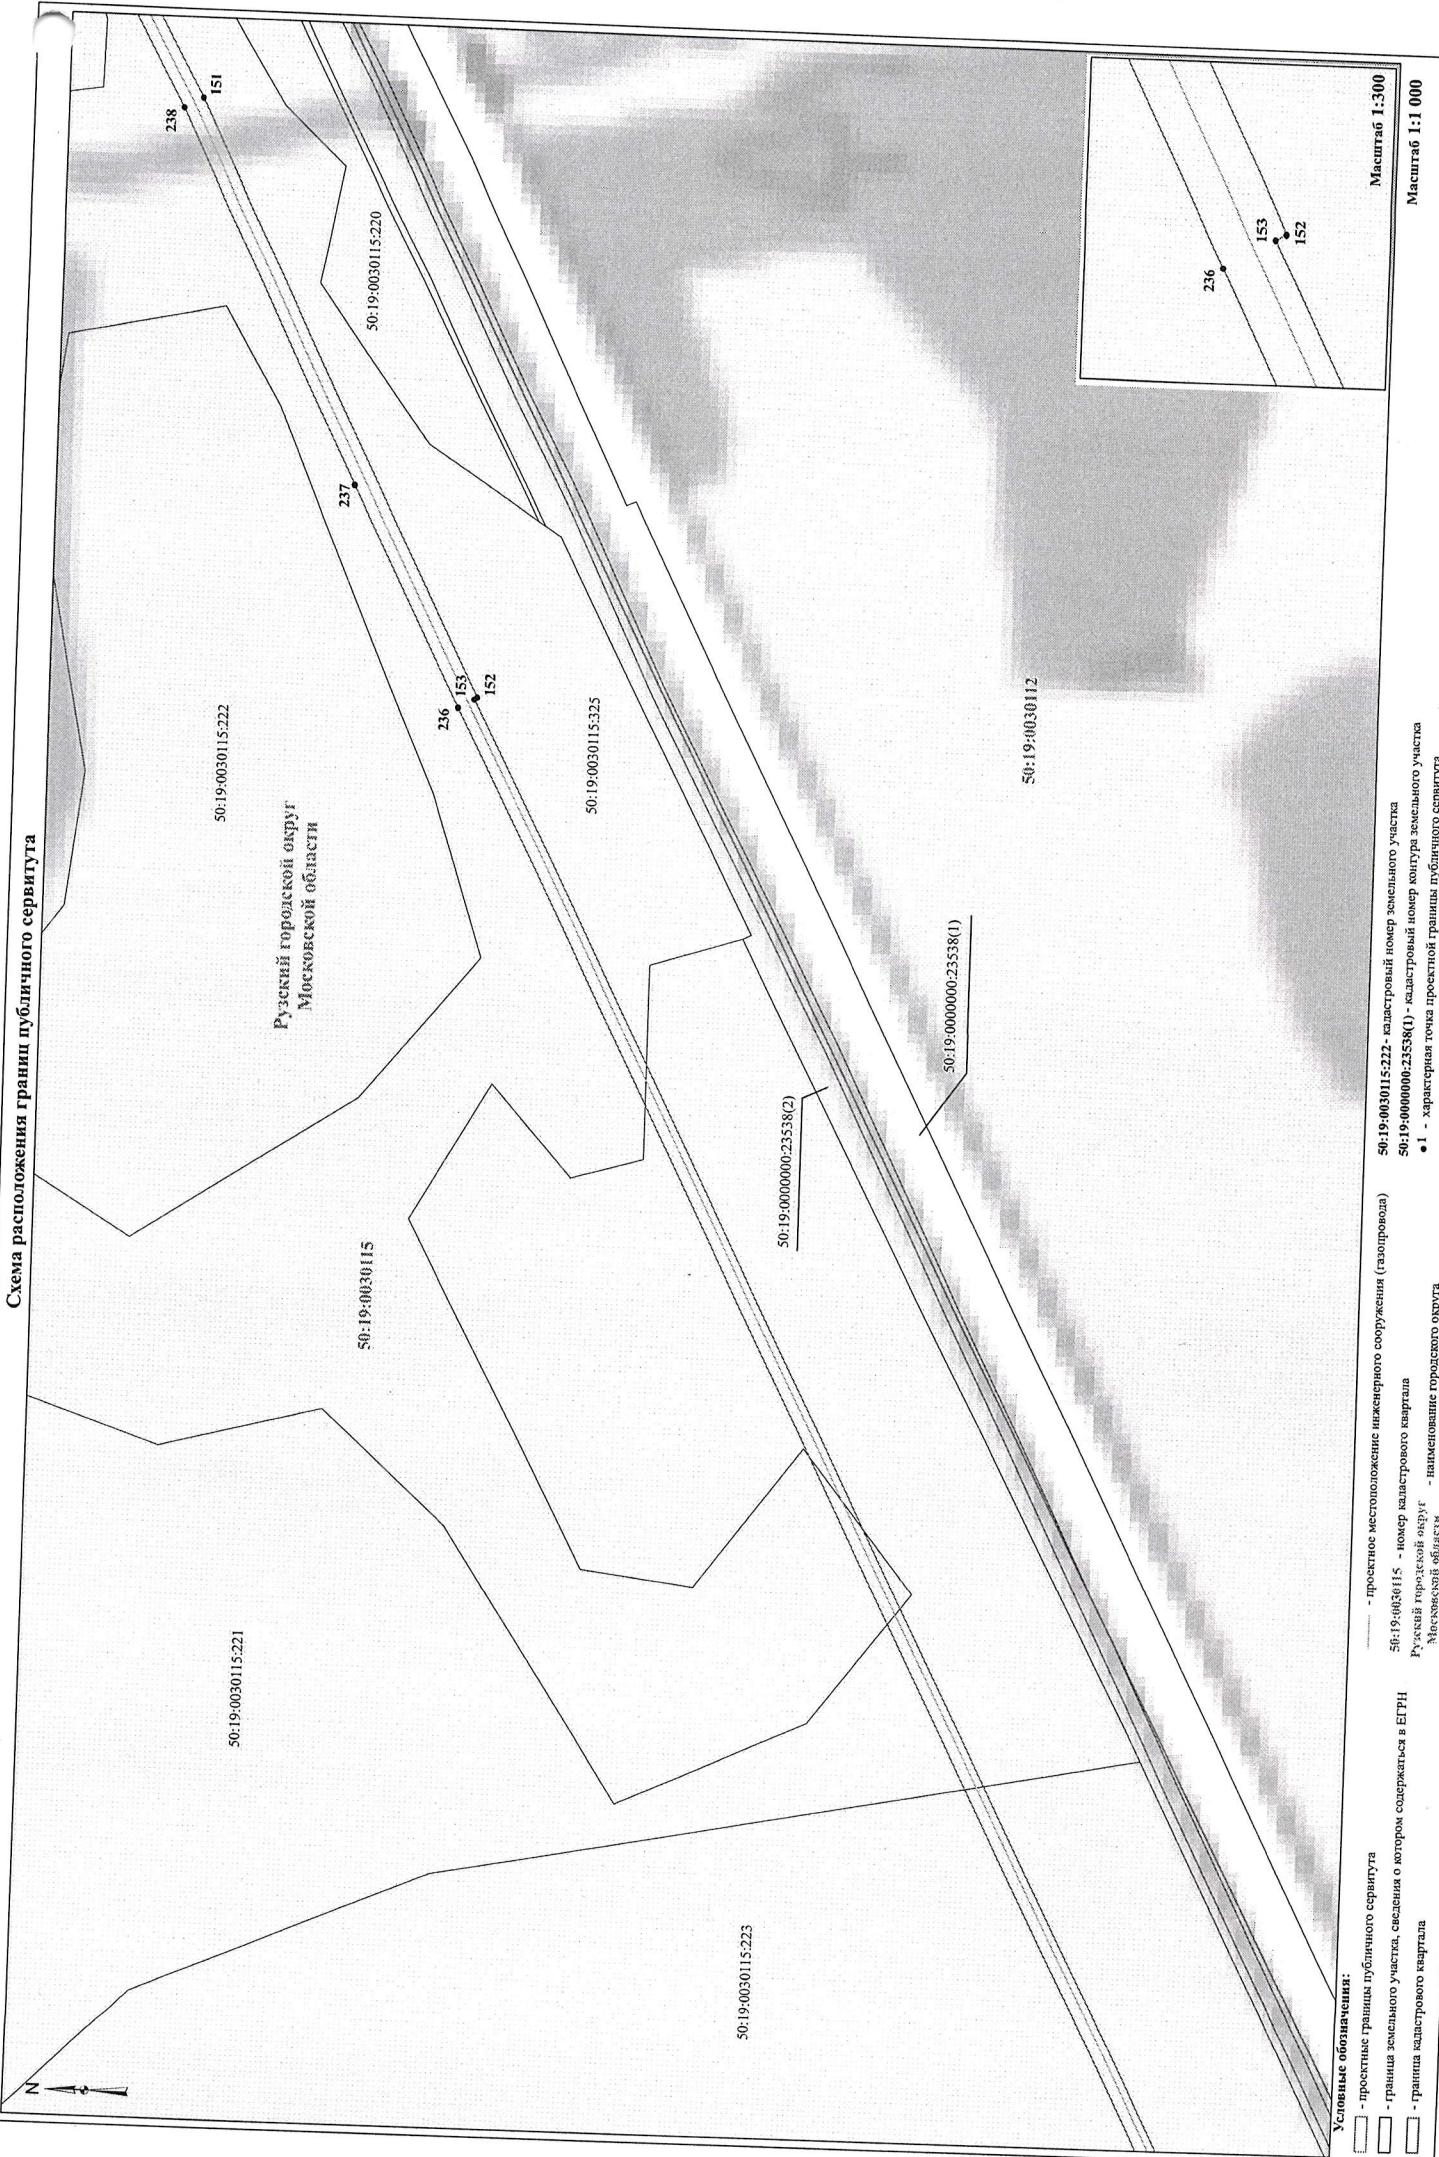 Схема расположения границ публичного сервитута
N
238
151
50:19:0030115:220
237
236
153
152
50:19:0030115:222
Рузский городской округ
Московской области
50:19:0030115:325
50:19:0030115
50:19:0030115:221
50:19:0030115:223
50:19:0000000:23538(2)
50:19:0000000:23538(1)
50:19:0030112
236
153
152
Масштаб 1:300
Масштаб 1:1 000
Условные обозначения:
- проектные границы публичного сервитута
- граница земельного участка, сведения о котором содержаться в ЕГРН
- граница кадастрового квартала
- проектное местоположение инженерного сооружения (газопровода)
50:19:0030115 - номер кадастрового квартала
Рузский городской округ
Московской области - наименование городского округа
50:19:0030115:222 - кадастровый номер земельного участка
50:19:0000000:23538(1) - кадастровый номер контура земельного участка
●1 - характерная точка проектной границы публичного сервитута